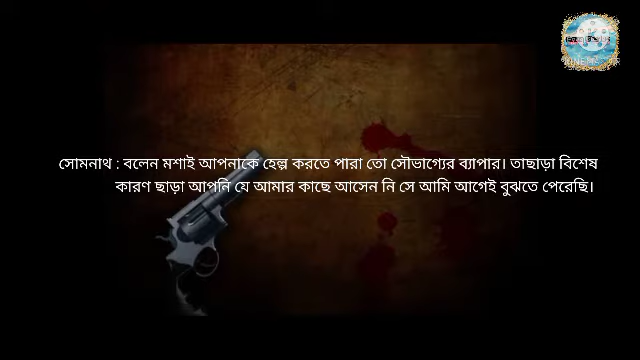 সোমনাথ : বলেন মশাই আপনাকে হেল্প করতে পারা তো সৌভাগ্যের ব্যাপার। তাছাড়া বিশেষ
কারণ ছাড়া আপনি যে আমার কাছে আসেন নি সে আমি আগেই বুঝতে পেরেছি।